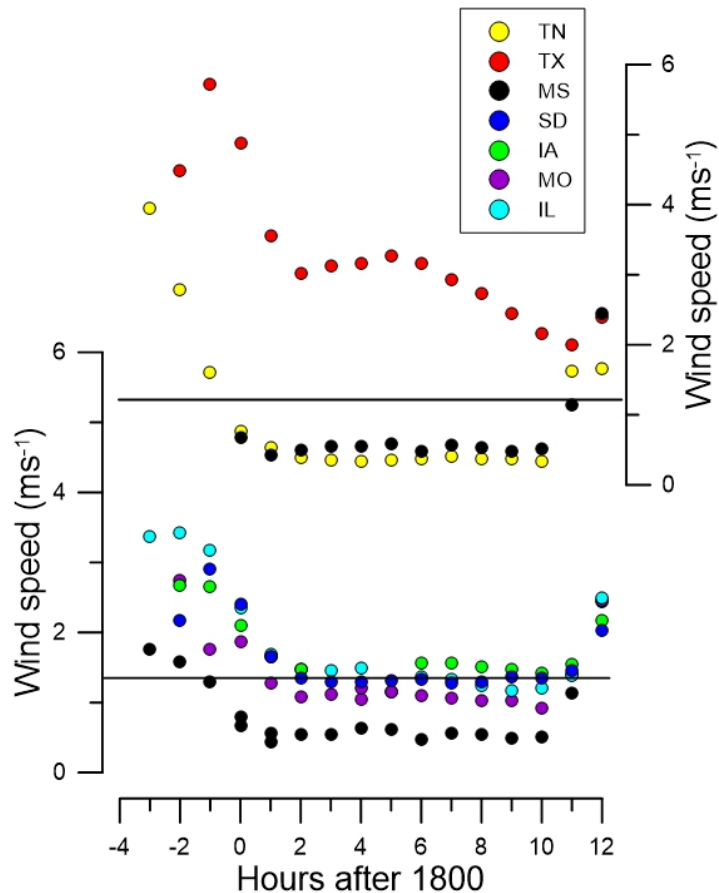 TN
TX
MS
SD
IA
MO
IL
6
4
2
0
Wind speed (ms⁻¹)
6
4
2
0
Wind speed (ms⁻¹)
-4 -2 0 2 4 6 8 10 12
Hours after 1800